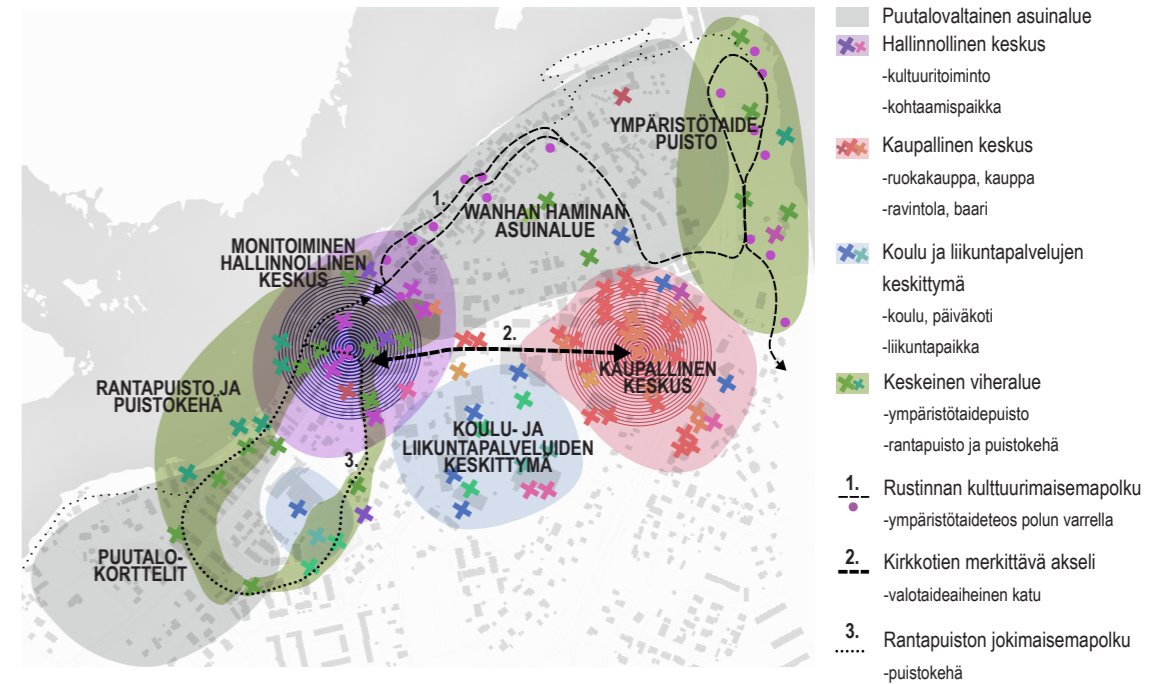 YMPÄRISTÖTAIDE-
PUISTO
1.
WANHAN HAMINAN
ASUINALUE
MONITOIMINEN
HALLINNOLLINEN
KESKUS
2.
KAUPALLINEN
KESKUS
RANTAPUISTO JA
PUISTOKEHÄ
KOULU- JA
LIIKUNTAPALVELUIDEN
KESKITTYMÄ
3.
PUUTALO-
KORTTELIT
Puutalovaltainen asuinalue
Hallinnollinen keskus
-kultuuritoiminto
-kohtaamispaikka
Kaupallinen keskus
-ruokakauppa, kauppa
-ravintola, baari
Koulu ja liikuntapalvelujen
keskittymä
-koulu, päiväkoti
-liikuntapaikka
Keskeinen viheralue
-ympäristötaidepuisto
-rantapuisto ja puistokehä
1. Rustinnan kulttuurimaisemapolku
-ympäristötaideteos polun varrella
2. Kirkkotien merkittävä akseli
-valotaideaiheinen katu
3. Rantapuiston jokimaisemapolku
-puistokehä